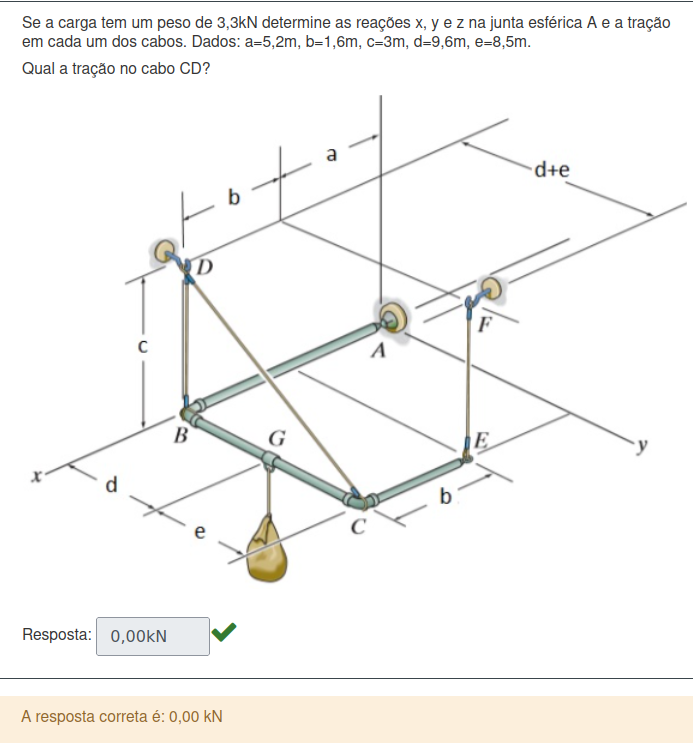 Se a carga tem um peso de 3,3kN determine as reações x, y e z na junta esférica A e a tração
em cada um dos cabos. Dados: a=5,2m, b=1,6m, c=3m, d=9,6m, e=8,5m.
Qual a tração no cabo CD?
a
d+e
b
D
F
c
A
B
G
E
y
x
d
b
e
C
Resposta: 0,00kN
A resposta correta é: 0,00 kN